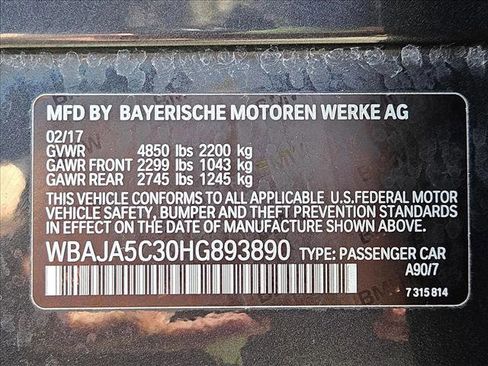 MFD BY BAYERISCHE MOTOREN WERKE AG
02/17
GVWR 4850 lbs 2200 kg
GAWR FRONT 2299 lbs 1043 kg
GAWR REAR 2745 lbs 1245 kg
THIS VEHICLE CONFORMS TO ALL APPLICABLE U.S.FEDERAL MOTOR
VEHICLE SAFETY, BUMPER AND THEFT PREVENTION STANDARDS
IN EFFECT ON THE DATE OF MANUFACTURE SHOWN ABOVE.
WBAJA5C30HG893890 TYPE: PASSENGER CAR
A90/7
7 315 814